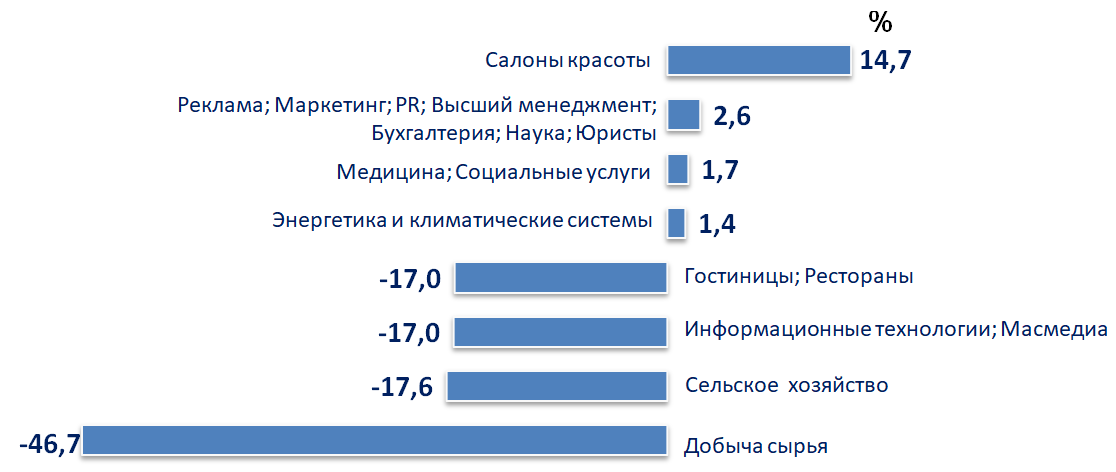 %
Салоны красоты 14,7
Реклама; Маркетинг; PR; Высший менеджмент;
Бухгалтерия; Наука; Юристы 2,6
Медицина; Социальные услуги 1,7
Энергетика и климатические системы 1,4
-17,0 Гостиницы; Рестораны
-17,0 Информационные технологии; Масмедиа
-17,6 Сельское хозяйство
-46,7 Добыча сырья